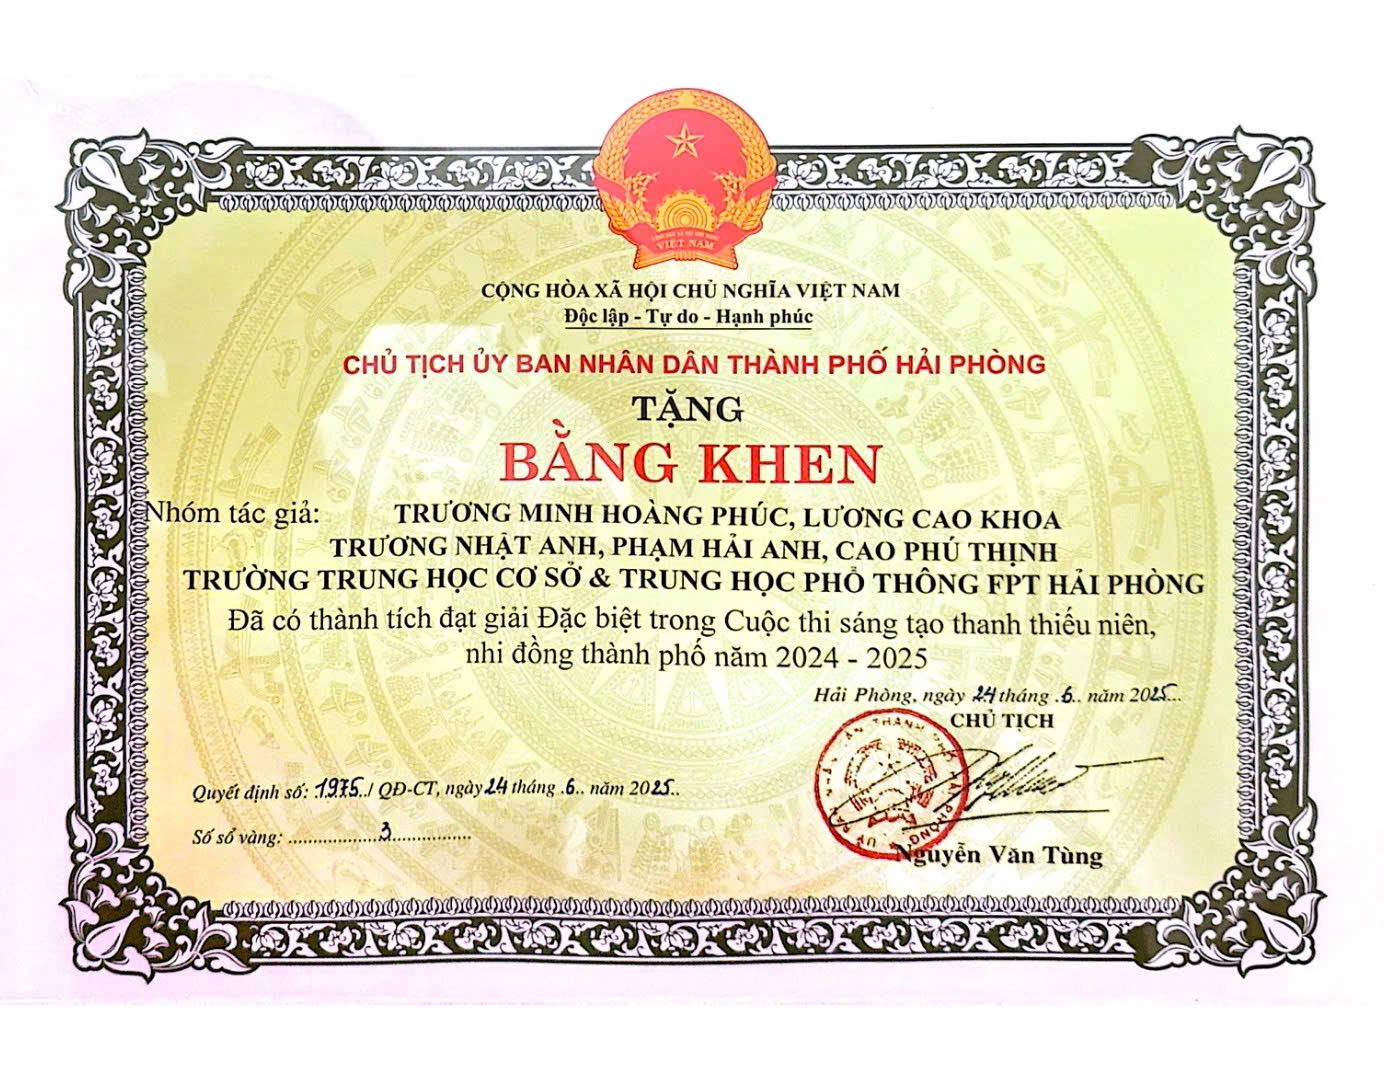 VIỆT NAM
CỘNG HÒA XÃ HỘI CHỦ NGHĨA VIỆT NAM
Độc lập - Tự do - Hạnh phúc
CHỦ TỊCH ỦY BAN NHÂN DÂN THÀNH PHỐ HẢI PHÒNG
TẶNG
BẰNG KHEN
Nhóm tác giả: TRƯƠNG MINH HOÀNG PHÚC, LƯƠNG CAO KHOA
TRƯƠNG NHẬT ANH, PHẠM HẢI ANH, CAO PHÚ THỊNH
TRƯỜNG TRUNG HỌC CƠ SỞ & TRUNG HỌC PHỔ THÔNG FPT HẢI PHÒNG
Đã có thành tích đạt giải Đặc biệt trong Cuộc thi sáng tạo thanh thiếu niên,
nhi đồng thành phố năm 2024 - 2025
Hải Phòng, ngày 24 tháng .6.. năm 2025...
CHỦ TỊCH
Quyết định số: .1975../ QĐ-CT, ngày 24 tháng .6.. năm 2025..
Số sổ vàng: ....................3..................
Nguyễn Văn Tùng